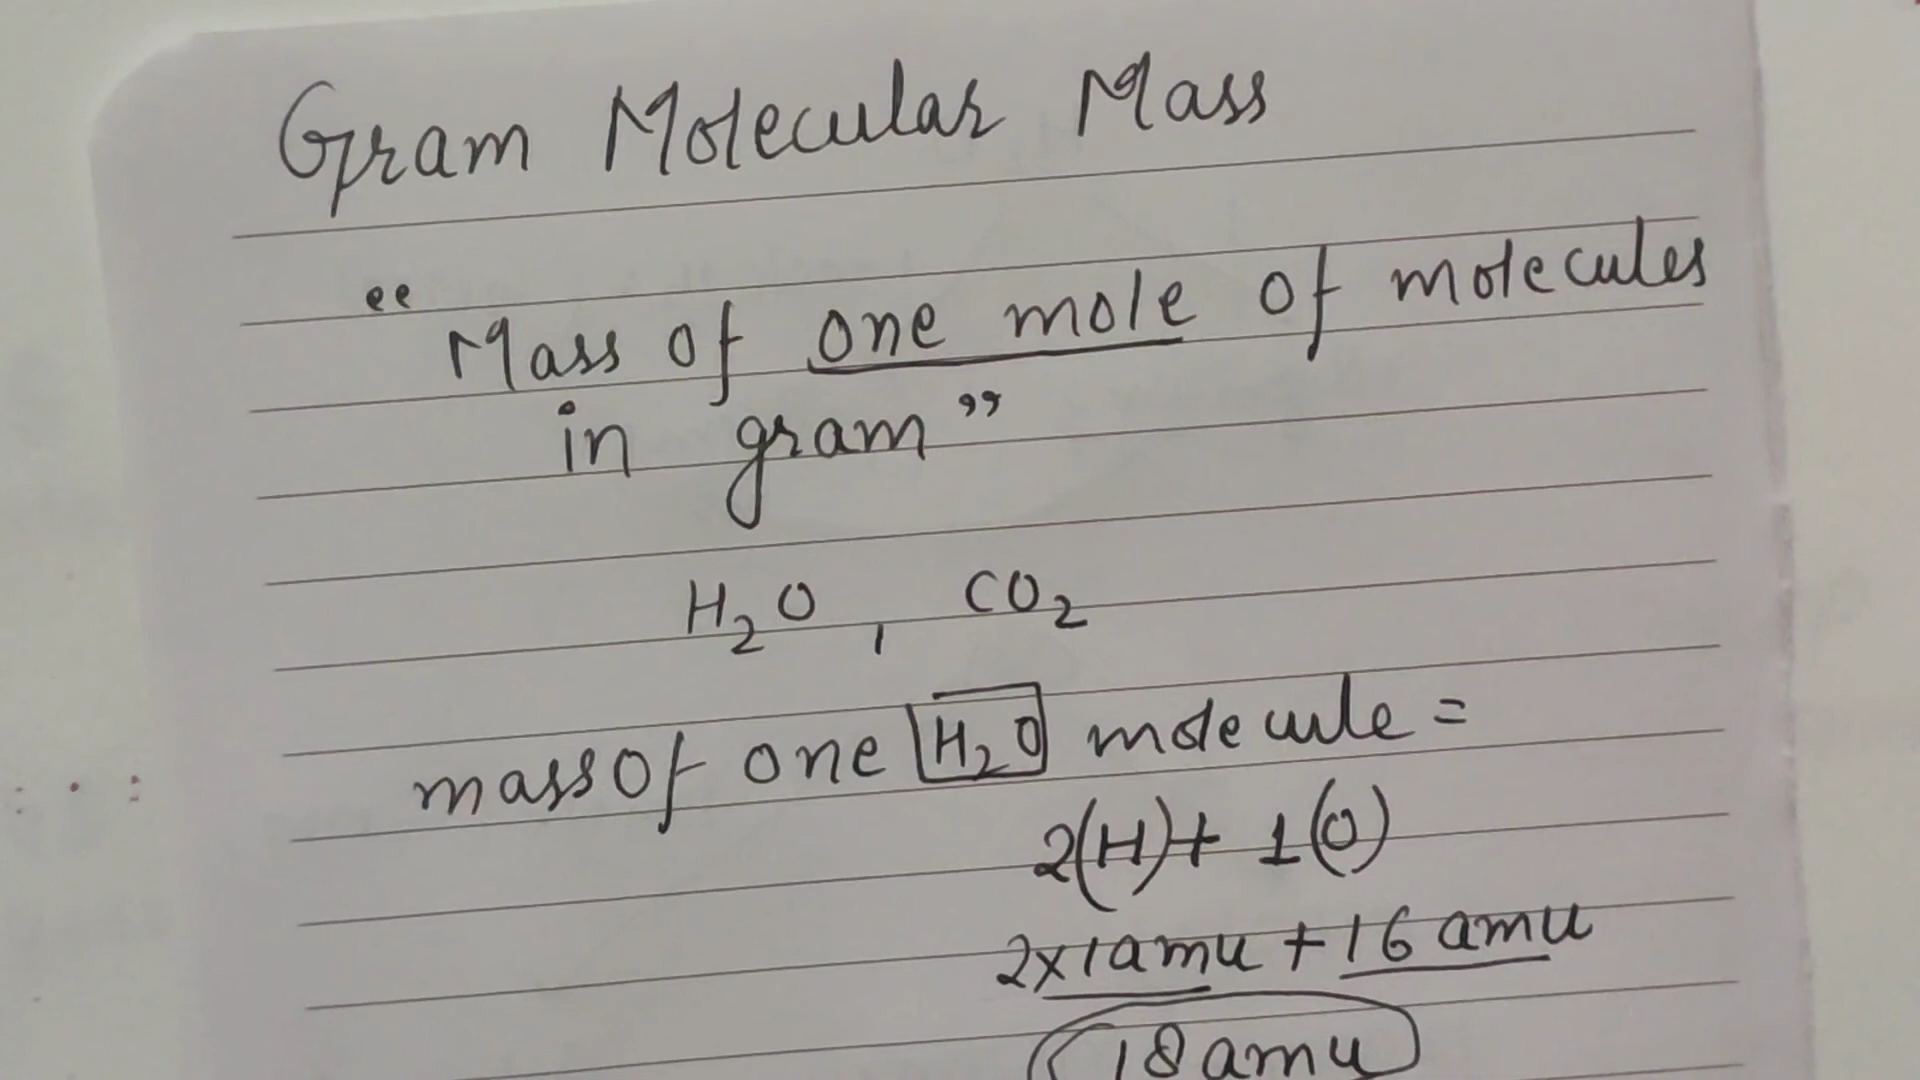 Gram Molecular Mass
“Mass of one mole of molecules
in gram”
H₂O , CO₂
mass of one H₂O molecule =
2(H) + 1(O)
2x1amu + 16 amu
18 amu